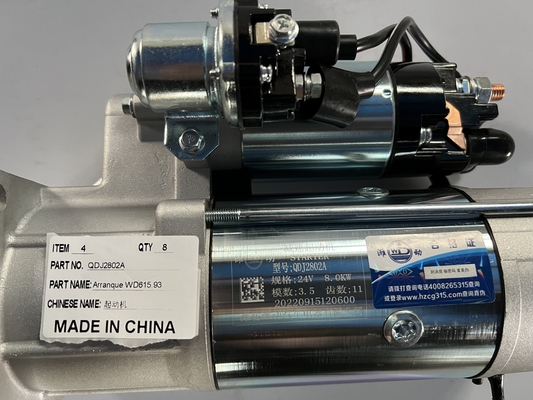 ITEM 4 QTY 8
PART NO. QDJ2802A
PART NAME: Arranque WD615.93
CHINESE NAME: 起动机
MADE IN CHINA
STARTER
型号:QDJ2802A
规格:24V 8.0KW
模数:3.5 齿数:11
20220915120600
请拨打查询电话4008265315查询
或登录www.hzcg315.com查询真伪